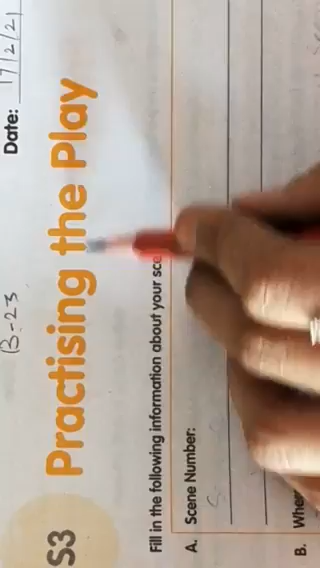 B-23
Date: 17/2/21
S3 Practising the Play
Fill in the following information about your sce
A. Scene Number:
B. Wher